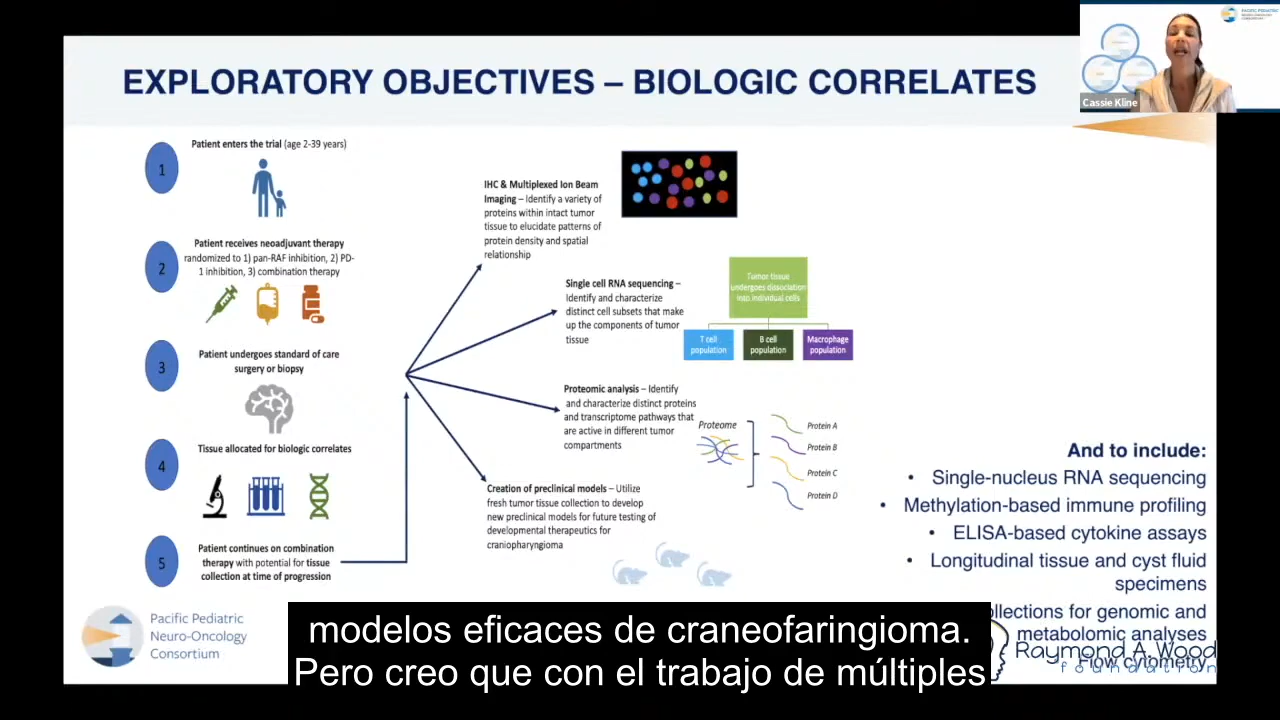 EXPLORATORY OBJECTIVES – BIOLOGIC CORRELATES
Cassie Kline
1
Patient enters the trial (age 2-39 years)
2
Patient receives neoadjuvant therapy
randomized to 1) pan-RAF inhibition, 2) PD-
1 inhibition, 3) combination therapy
3
Patient undergoes standard of care
surgery or biopsy
4
Tissue allocated for biologic correlates
5
Patient continues on combination
therapy with potential for tissue
collection at time of progression
IHC & Multiplexed Ion Beam
Imaging – Identify a variety of
proteins within intact tumor
tissue to elucidate patterns of
protein density and spatial
relationship
Single cell RNA sequencing –
Identify and characterize
distinct cell subsets that make
up the components of tumor
tissue
Tumor tissue
undergoes dissociation
into individual cells
T cell
population
B cell
population
Macrophage
population
Proteomic analysis – Identify
and characterize distinct proteins
and transcriptome pathways that
are active in different tumor
compartments
Proteome
Protein A
Protein B
Protein C
Protein D
Creation of preclinical models – Utilize
fresh tumor tissue collection to develop
new preclinical models for future testing of
developmental therapeutics for
craniopharyngioma
And to include:
• Single-nucleus RNA sequencing
• Methylation-based immune profiling
• ELISA-based cytokine assays
• Longitudinal tissue and cyst fluid
specimens
ollections for genomic and
metabolomic analyses
Flow cytometry
Pacific Pediatric
Neuro-Oncology
Consortium
Raymond A. Wood
foundation
modelos eficaces de craneofaringioma.
Pero creo que con el trabajo de múltiples